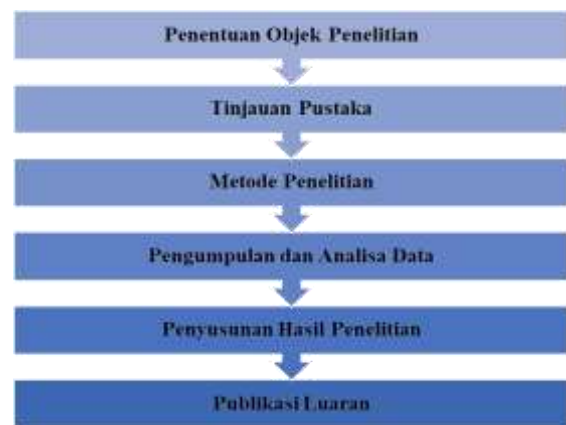 Penentuan Objek Penelitian
Tinjauan Pustaka
Metode Penelitian
Pengumpulan dan Analisa Data
Penyusunan Hasil Penelitian
Publikasi Luaran